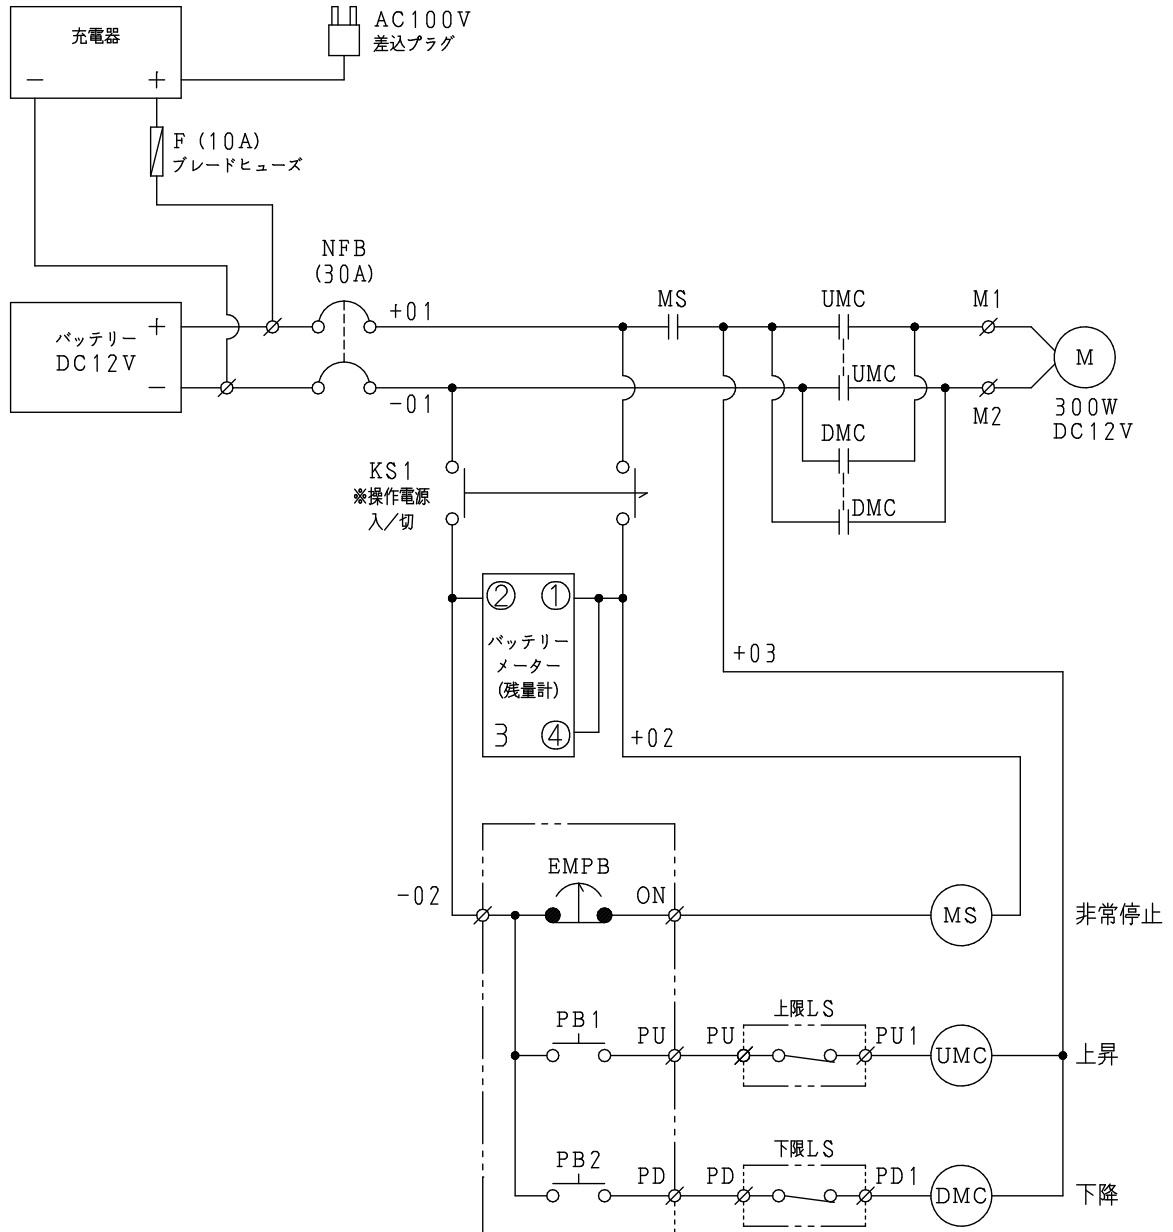 充電器
− +
AC100V
差込プラグ
F (10A)
ブレードヒューズ
NFB
(30A)
+01
-01
バッテリー
DC12V
+
−
MS
UMC
UMC
DMC
DMC
M1
M2
M
300W
DC12V
KS1
※操作電源
入/切
② ①
バッテリー
メーター
(残量計)
3 ④
+03
+02
-02
EMPB
ON
MS
非常停止
PB1
PU
PU
上限LS
PU1
UMC
上昇
PB2
PD
PD
下限LS
PD1
DMC
下降